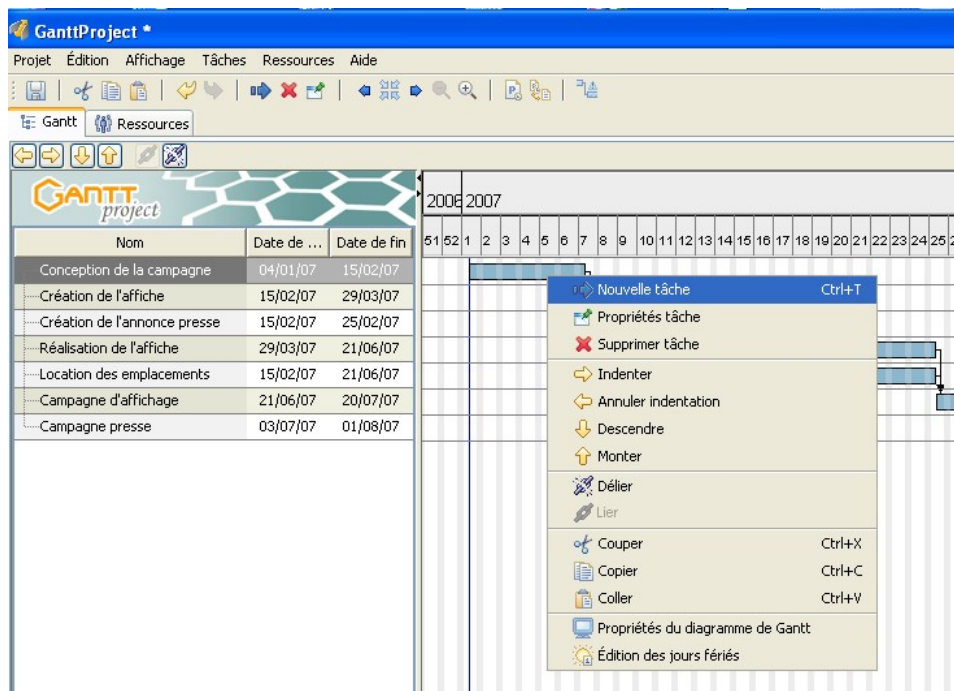 GanttProject *
Projet Édition Affichage Tâches Ressources Aide
Gantt Ressources
GANTT project
2006 2007
Nom Date de ... Date de fin 51 52 1 2 3 4 5 6 7 8 9 10 11 12 13 14 15 16 17 18 19 20 21 22 23 24 25
Conception de la campagne 04/01/07 15/02/07
Création de l'affiche 15/02/07 29/03/07
Création de l'annonce presse 15/02/07 25/02/07
Réalisation de l'affiche 29/03/07 21/06/07
Location des emplacements 15/02/07 21/06/07
Campagne d'affichage 21/06/07 20/07/07
Campagne presse 03/07/07 01/08/07
Nouvelle tâche Ctrl+T
Propriétés tâche
Supprimer tâche
Indenter
Annuler indentation
Descendre
Monter
Délier
Lier
Couper Ctrl+X
Copier Ctrl+C
Coller Ctrl+V
Propriétés du diagramme de Gantt
Édition des jours fériés